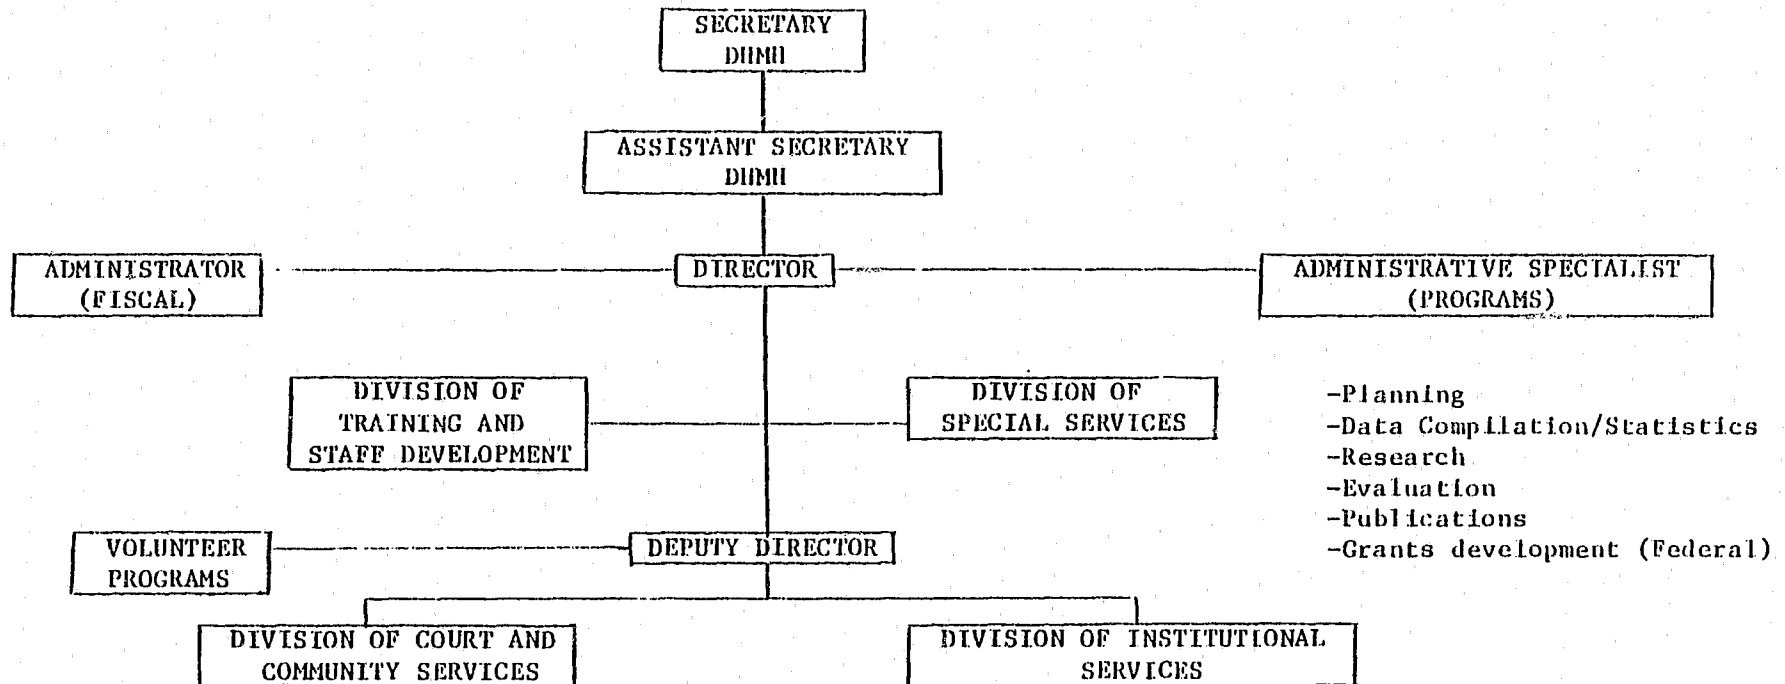 SECRETARY
DHMH
ASSISTANT SECRETARY
DHMH
ADMINISTRATOR
(FISCAL)
DIRECTOR
ADMINISTRATIVE SPECIALIST
(PROGRAMS)
DIVISION OF
TRAINING AND
STAFF DEVELOPMENT
DIVISION OF
SPECIAL SERVICES
-Planning
-Data Compilation/Statistics
-Research
-Evaluation
-Publications
-Grants development (Federal)
VOLUNTEER
PROGRAMS
DEPUTY DIRECTOR
DIVISION OF COURT AND
COMMUNITY SERVICES
DIVISION OF INSTITUTIONAL
SERVICES